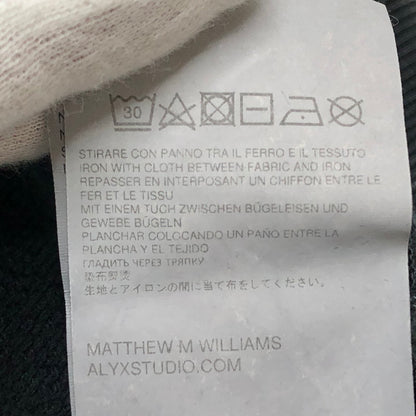 30
STIRARE CON PANNO TRA IL FERRO E IL TESSUTO
IRON WITH CLOTH BETWEEN FABRIC AND IRON
REPASSER EN INTERPOSANT UN CHIFFON ENTRE LE
FER ET LE TISSU
MIT EINEM TUCH ZWISCHEN BÜGELEISEN UND
GEWEBE BÜGELN
PLANCHAR COLOCANDO UN PAÑO ENTRE LA
PLANCHA Y EL TEJIDO
ГЛАДИТЬ ЧЕРЕЗ ТРЯПКУ
垫布熨烫
生地とアイロンの間に当て布をしてください。
MATTHEW M WILLIAMS
ALYXSTUDIO.COM